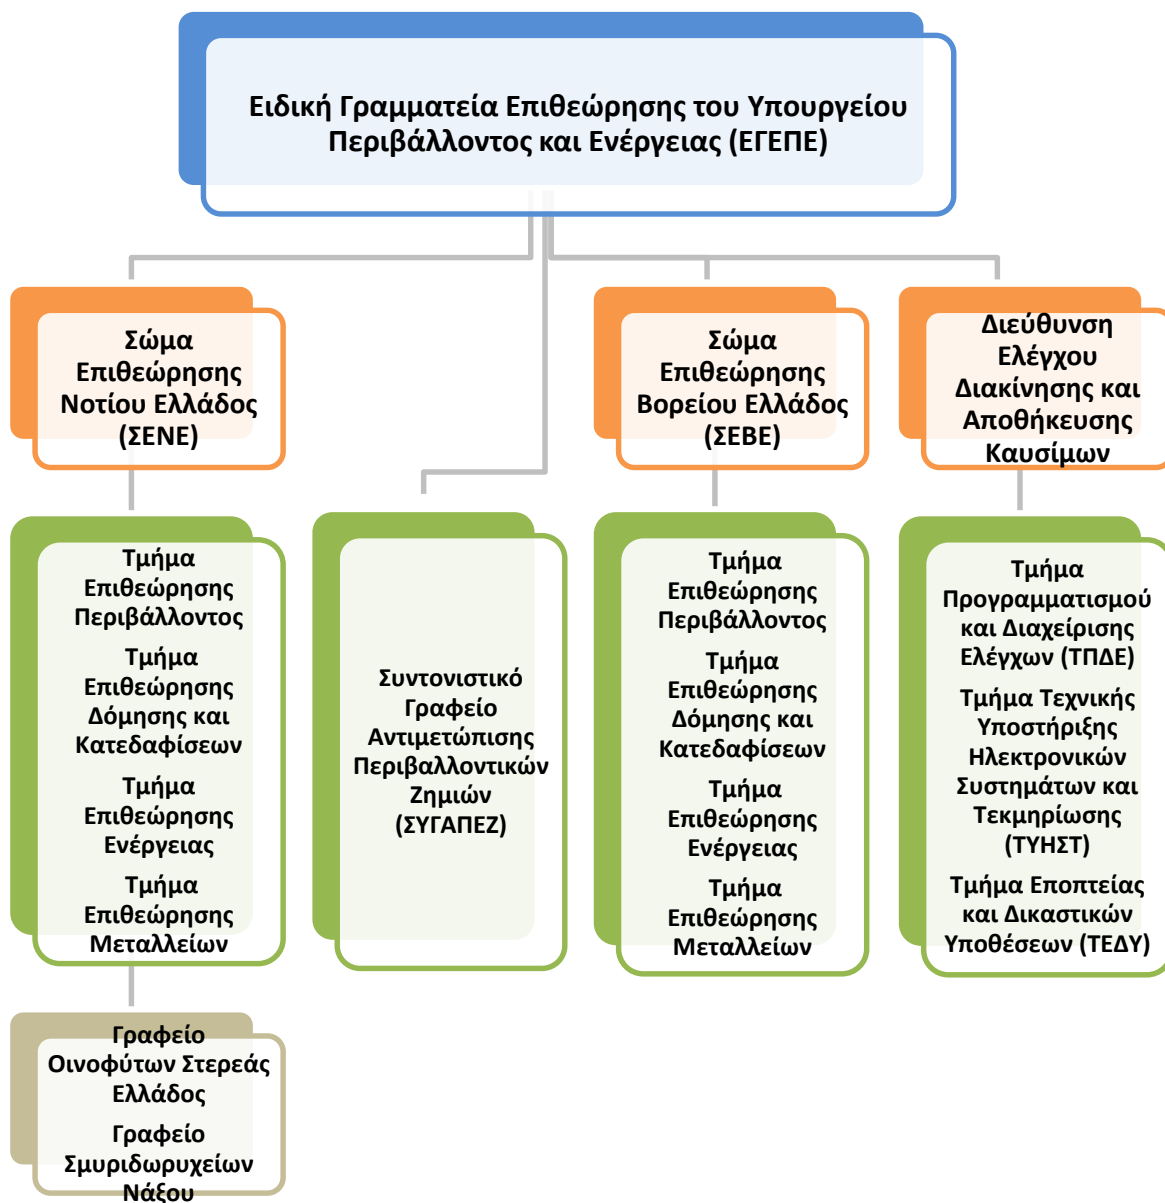 Ειδική Γραμματεία Επιθεώρησης του Υπουργείου
Περιβάλλοντος και Ενέργειας (ΕΓΕΠΕ)
Σώμα
Επιθεώρησης
Νοτίου Ελλάδος
(ΣΕΝΕ)
Σώμα
Επιθεώρησης
Βορείου Ελλάδος
(ΣΕΒΕ)
Διεύθυνση
Ελέγχου
Διακίνησης και
Αποθήκευσης
Καυσίμων
Τμήμα
Επιθεώρησης
Περιβάλλοντος
Τμήμα
Επιθεώρησης
Δόμησης και
Κατεδαφίσεων
Τμήμα
Επιθεώρησης
Ενέργειας
Τμήμα
Επιθεώρησης
Μεταλλείων
Συντονιστικό
Γραφείο
Αντιμετώπισης
Περιβαλλοντικών
Ζημιών
(ΣΥΓΑΠΕΖ)
Τμήμα
Επιθεώρησης
Περιβάλλοντος
Τμήμα
Επιθεώρησης
Δόμησης και
Κατεδαφίσεων
Τμήμα
Επιθεώρησης
Ενέργειας
Τμήμα
Επιθεώρησης
Μεταλλείων
Τμήμα
Προγραμματισμού
και Διαχείρισης
Ελέγχων (ΤΠΔΕ)
Τμήμα Τεχνικής
Υποστήριξης
Ηλεκτρονικών
Συστημάτων και
Τεκμηρίωσης
(ΤΥΗΣΤ)
Τμήμα Εποπτείας
και Δικαστικών
Υποθέσεων (ΤΕΔΥ)
Γραφείο
Οινοφύτων Στερεάς
Ελλάδος
Γραφείο
Σμυριδωρυχείων
Νάξου